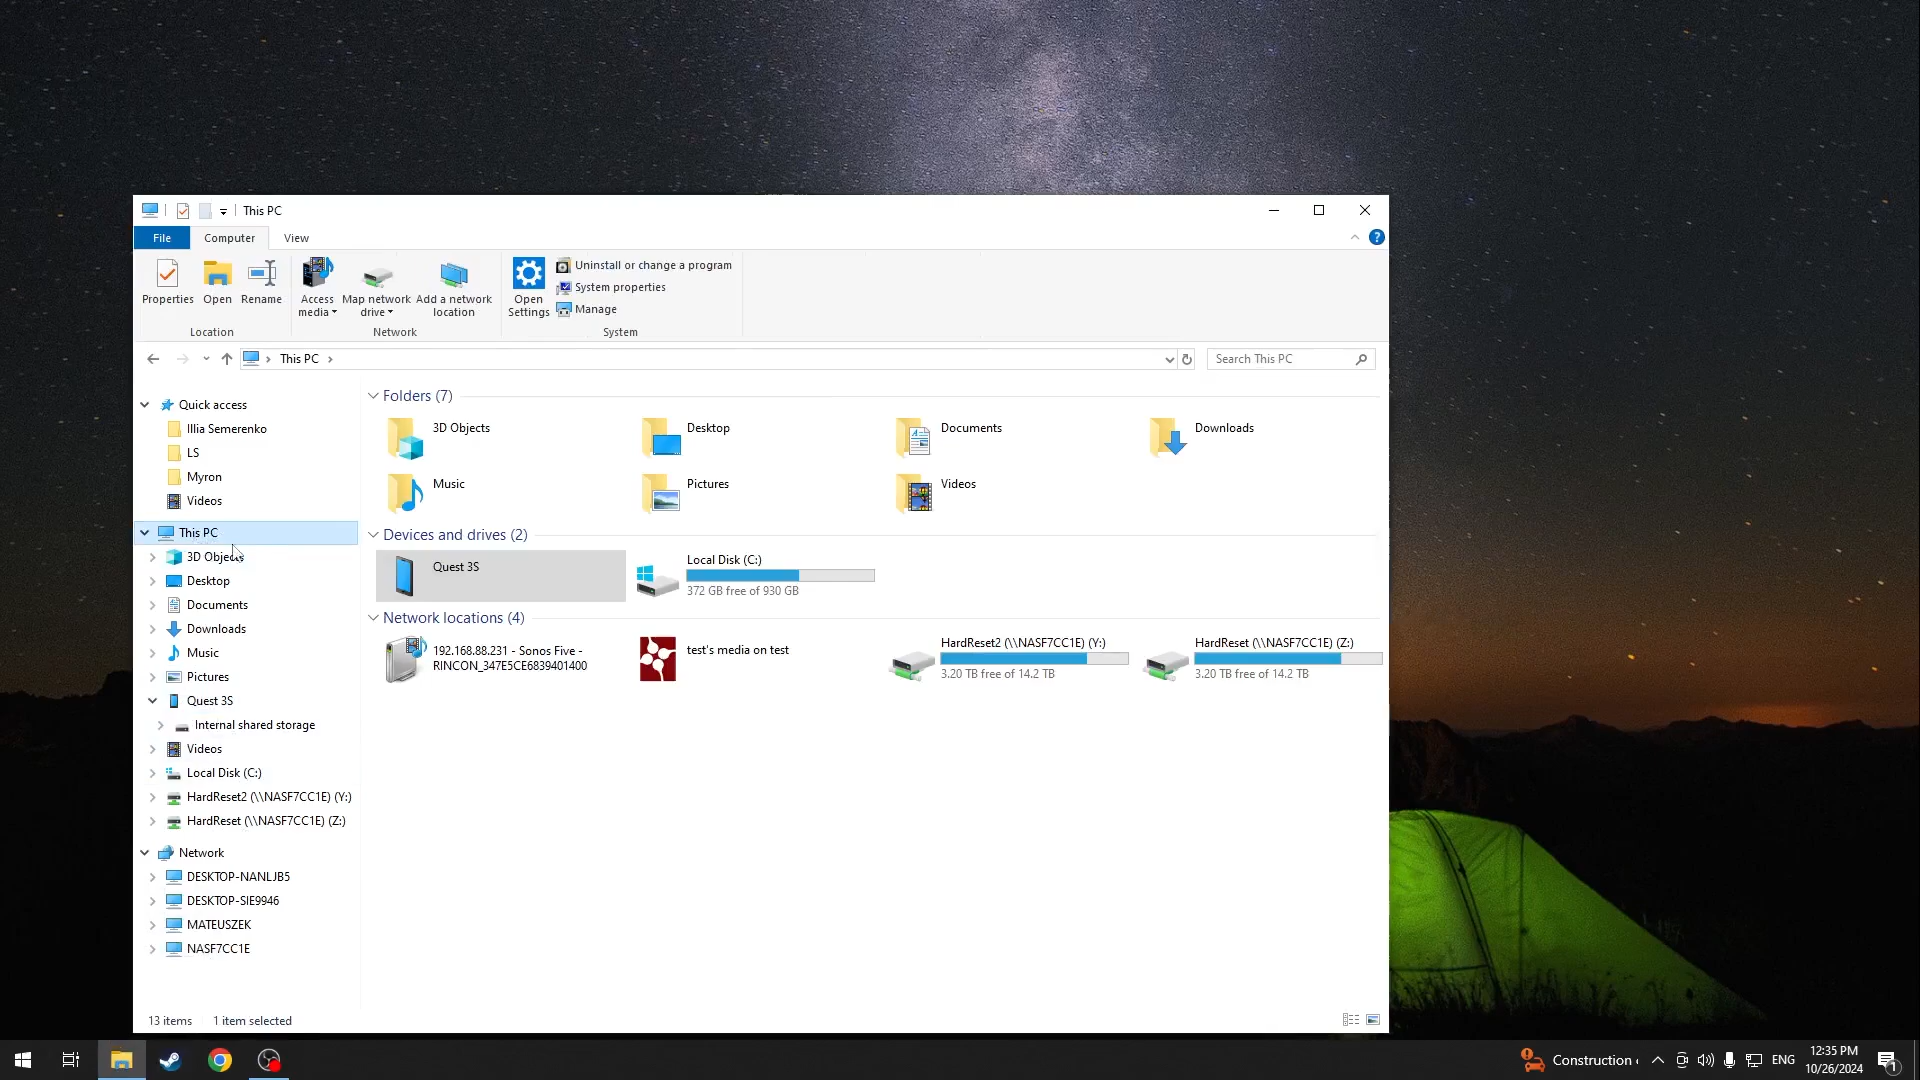 This PC
File
Computer
View
Properties
Open
Rename
Access media
Map network drive
Add a network location
Open Settings
Uninstall or change a program
System properties
Manage
Location
Network
System
This PC
Search This PC
Quick access
Illia Semerenko
LS
Myron
Videos
This PC
3D Objects
Desktop
Documents
Downloads
Music
Pictures
Quest 3S
Internal shared storage
Videos
Local Disk (C:)
HardReset2 (\\NASF7CC1E) (Y:)
HardReset (\\NASF7CC1E) (Z:)
Network
DESKTOP-NANLJB5
DESKTOP-SIE9946
MATEUSZEK
NASF7CC1E
Folders (7)
3D Objects
Desktop
Documents
Downloads
Music
Pictures
Videos
Devices and drives (2)
Quest 3S
Local Disk (C:)
372 GB free of 930 GB
Network locations (4)
192.168.88.231 - Sonos Five -
RINCON_347E5CE6839401400
test's media on test
HardReset2 (\\NASF7CC1E) (Y:)
3.20 TB free of 14.2 TB
HardReset (\\NASF7CC1E) (Z:)
3.20 TB free of 14.2 TB
13 items
1 item selected
Construction
ENG
12:35 PM
10/26/2024
1